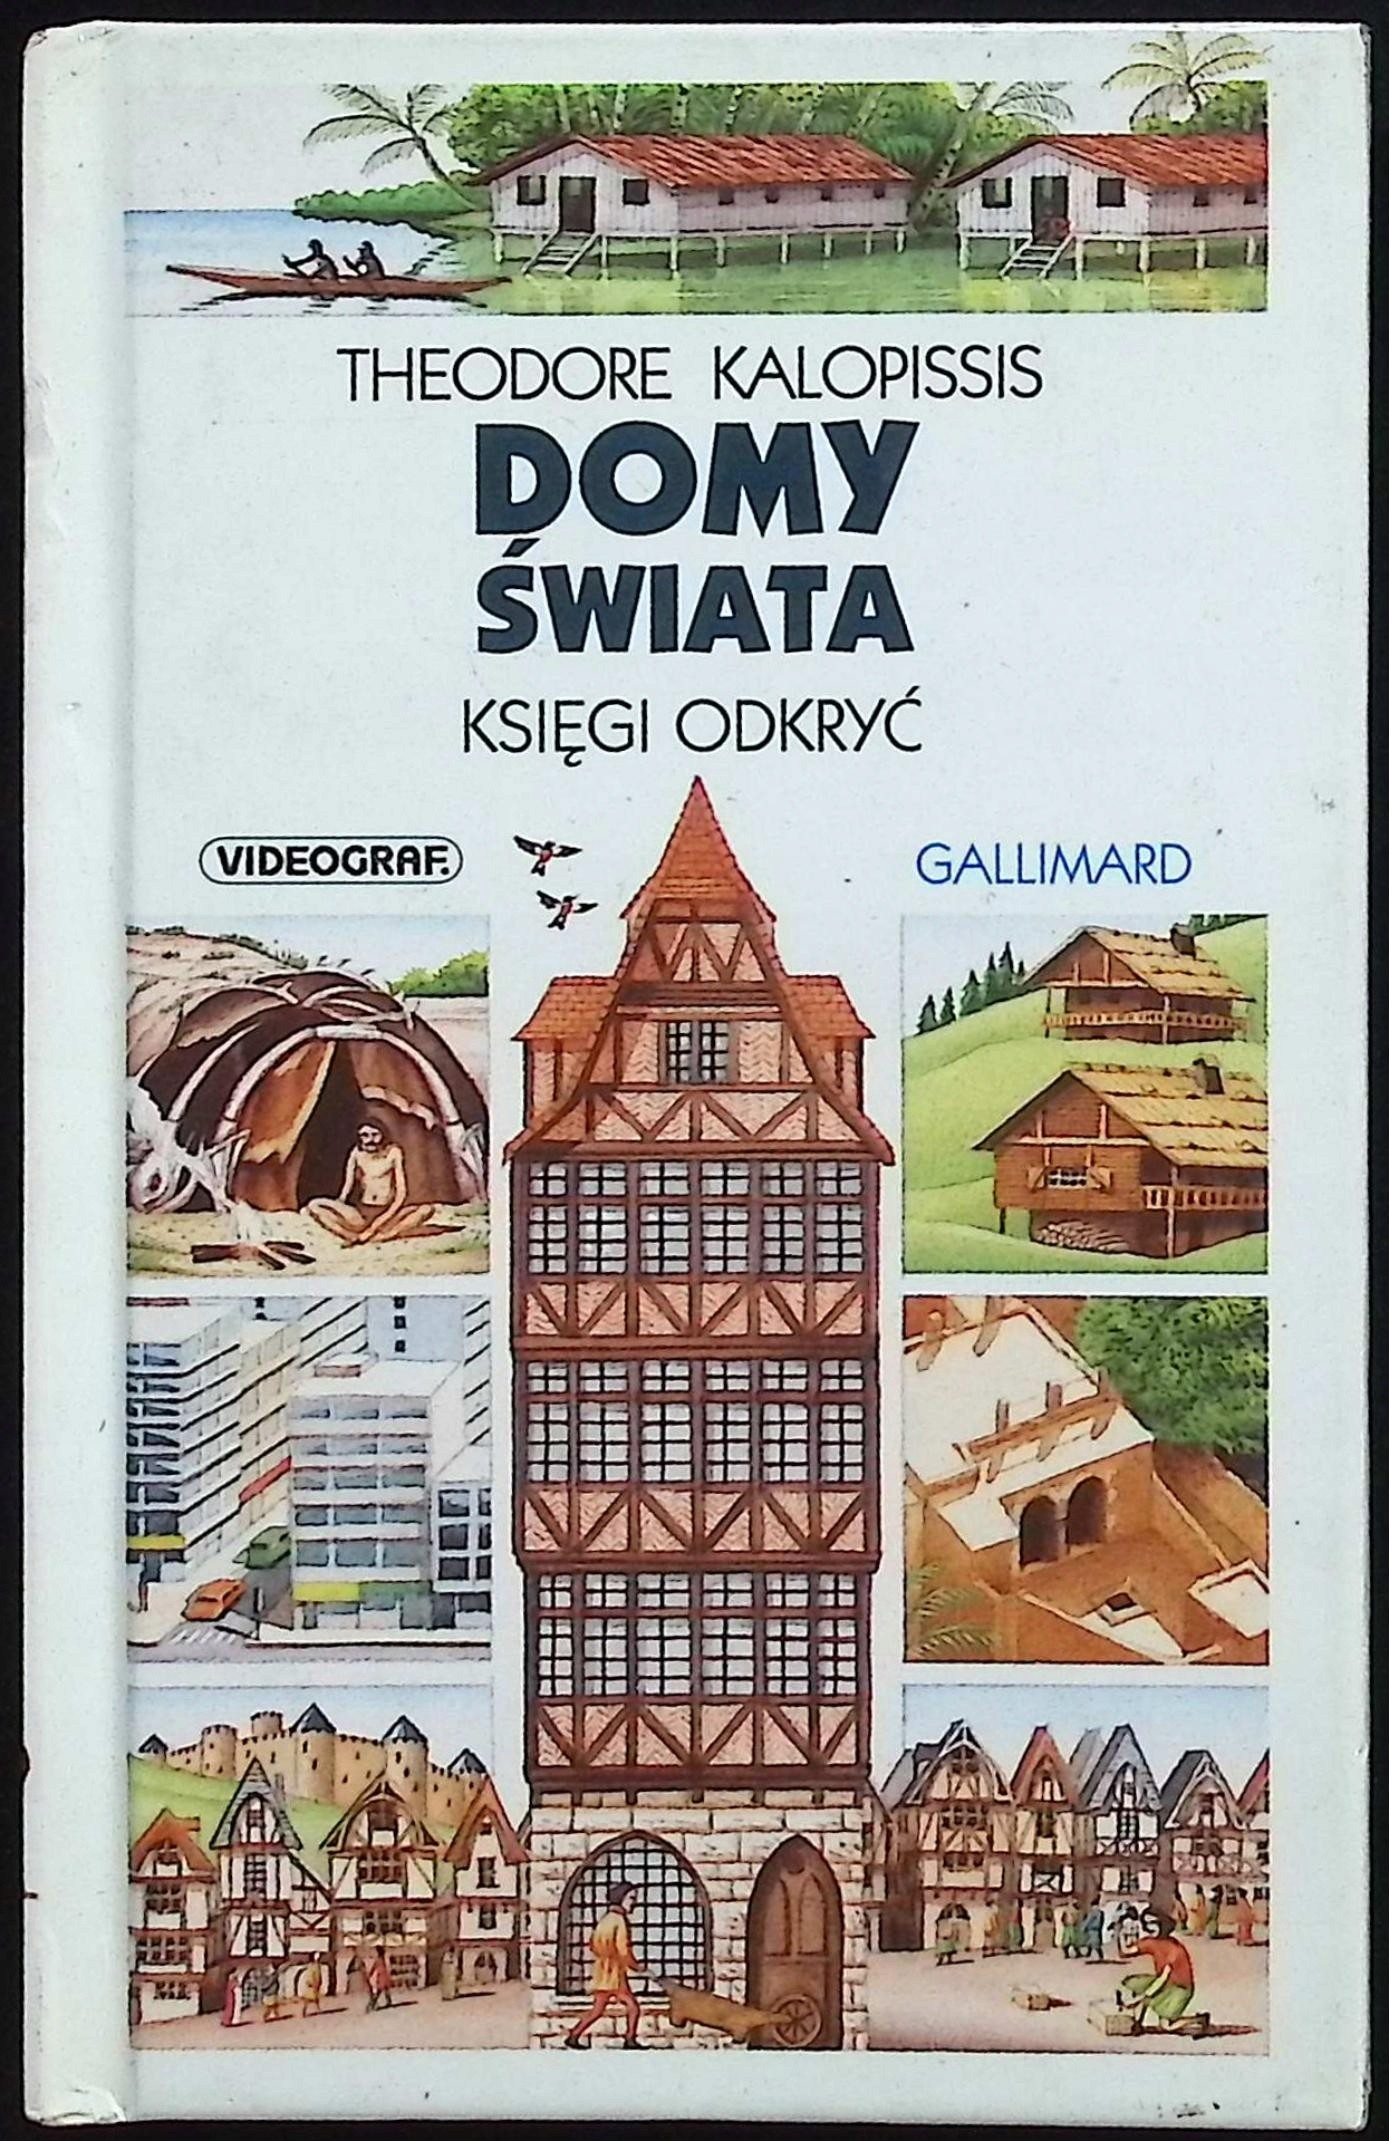 THEODORE KALOPISSIS
DOMY
ŚWIATA
KSIĘGI ODKRYĆ
VIDEOGRAF.
GALLIMARD